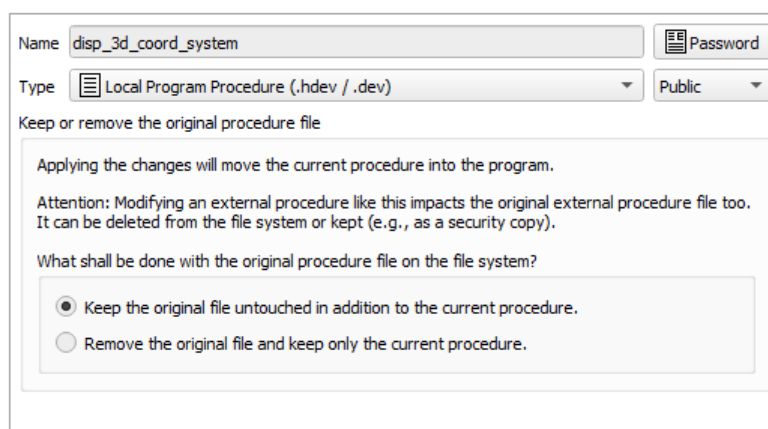 Name disp_3d_coord_system Password
Type Local Program Procedure (.hdev / .dev) Public
Keep or remove the original procedure file
Applying the changes will move the current procedure into the program.
Attention: Modifying an external procedure like this impacts the original external procedure file too.
It can be deleted from the file system or kept (e.g., as a security copy).
What shall be done with the original procedure file on the file system?
Keep the original file untouched in addition to the current procedure.
Remove the original file and keep only the current procedure.